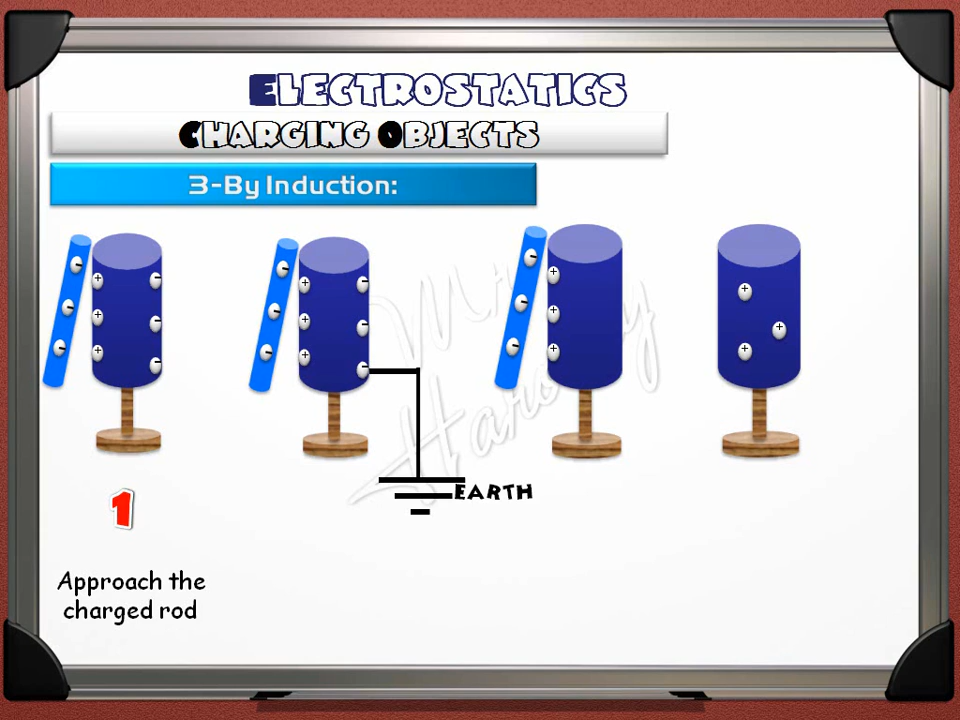 ELECTROSTATICS
CHARGING OBJECTS
3-By Induction:
EARTH
1
Approach the
charged rod